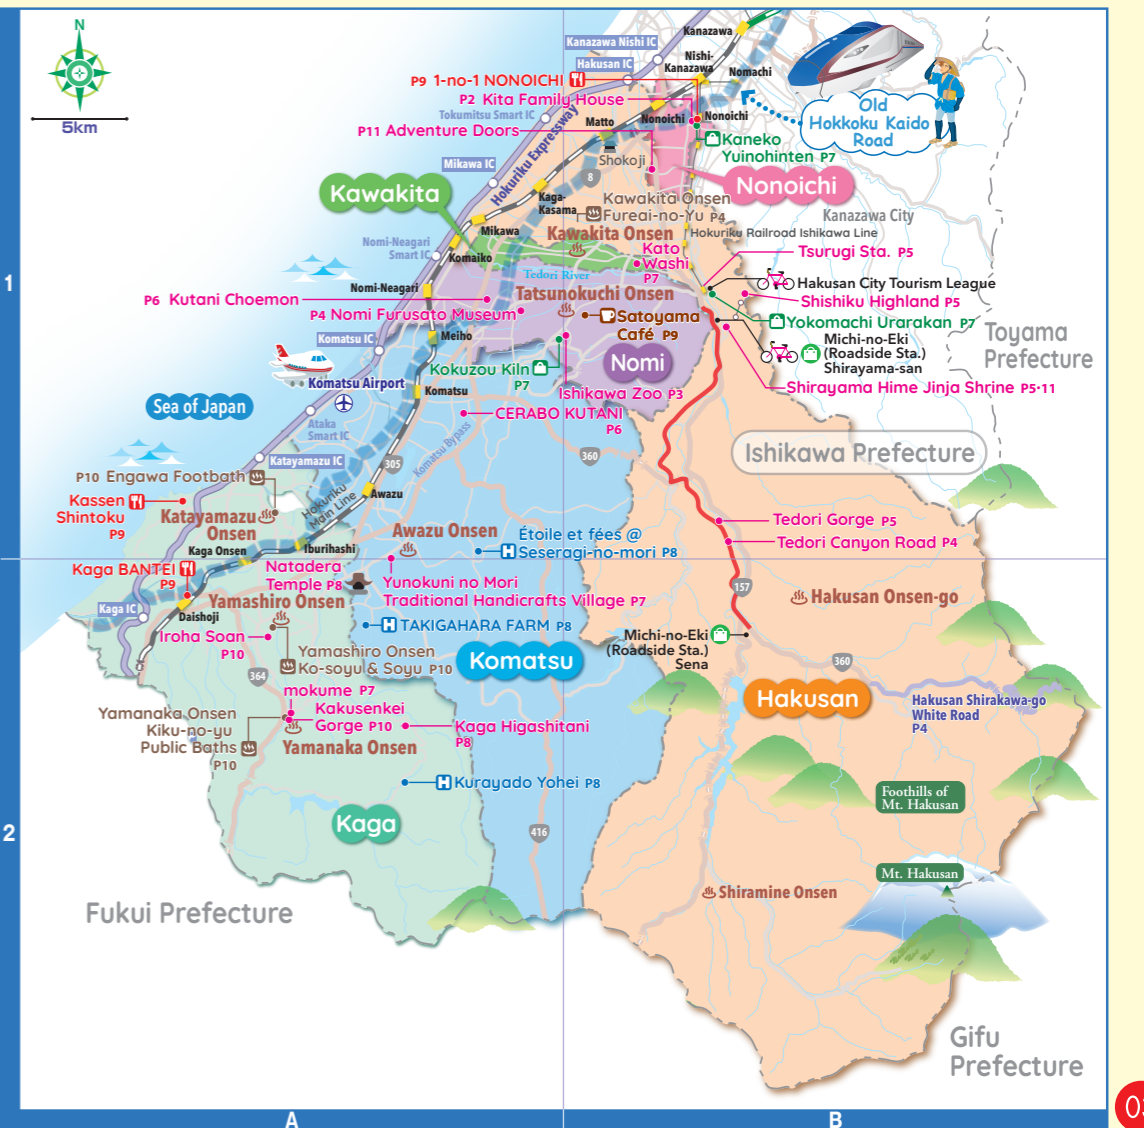 N
5km
Kanazawa
Kanazawa Nishi IC
Nishi-
Kanazawa
Hakusan IC
Nomachi
P9 1-no-1 NONOICHI
P2 Kita Family House
Tokumitsu Smart IC
Matto
Nonoichi
Nonoichi
P11 Adventure Doors
Old
Hokkoku Kaido
Road
Kaneko
Yuinohinten P7
Shokoji
Mikawa IC
Hokuriku Expressway
8
Nonoichi
Kawakita
Kaga-
Kasama
Kawakita Onsen
Fureai-no-Yu P4
Kanazawa City
Mikawa
Kawakita Onsen
Hokuriku Railroad Ishikawa Line
Nomi-Neagari
Smart IC
Komaiko
Kato
Washi
P7
Tsurugi Sta. P5
Tedori River
1
Nomi-Neagari
Tatsunokuchi Onsen
Hakusan City Tourism League
P6 Kutani Choemon
Shishiku Highland P5
P4 Nomi Furusato Museum
Satoyama
Café P9
Yokomachi Urarakan P7
Komatsu IC
Meiho
Michi-no-Eki
(Roadside Sta.)
Shirayama-san
Toyama
Prefecture
Kokuzou Kiln
P7
Nomi
Komatsu Airport
Komatsu
Ishikawa Zoo P3
Shirayama Hime Jinja Shrine P5·11
Sea of Japan
CERABO KUTANI
P6
Ataka
Smart IC
Komatsu Bypass
Ishikawa Prefecture
Katayamazu IC
305
360
P10 Engawa Footbath
Hokuriku
Main Line
Awazu
Kassen
Shintoku
P9
Katayamazu
Onsen
Awazu Onsen
Étoile et fées @
Seseragi-no-mori P8
Tedori Gorge P5
Tedori Canyon Road P4
Kaga Onsen
Iburihashi
Kaga BANTEI
P9
Natadera
Temple P8
Yunokuni no Mori
Traditional Handicrafts Village P7
157
Hakusan Onsen-go
Kaga IC
Daishoji
Yamashiro Onsen
TAKIGAHARA FARM P8
Iroha Soan
P10
Michi-no-Eki
(Roadside Sta.)
Sena
Yamashiro Onsen
Ko-soyu & Soyu P10
Komatsu
360
364
mokume P7
Hakusan
Hakusan Shirakawa-go
White Road
P4
Yamanaka Onsen
Kiku-no-yu
Public Baths
P10
Kakusenkei
Gorge P10
Kaga Higashitani
P8
Yamanaka Onsen
Kurayado Yohei P8
Foothills of
Mt. Hakusan
Kaga
2
416
Mt. Hakusan
Shiramine Onsen
Fukui Prefecture
Gifu
Prefecture
A
B